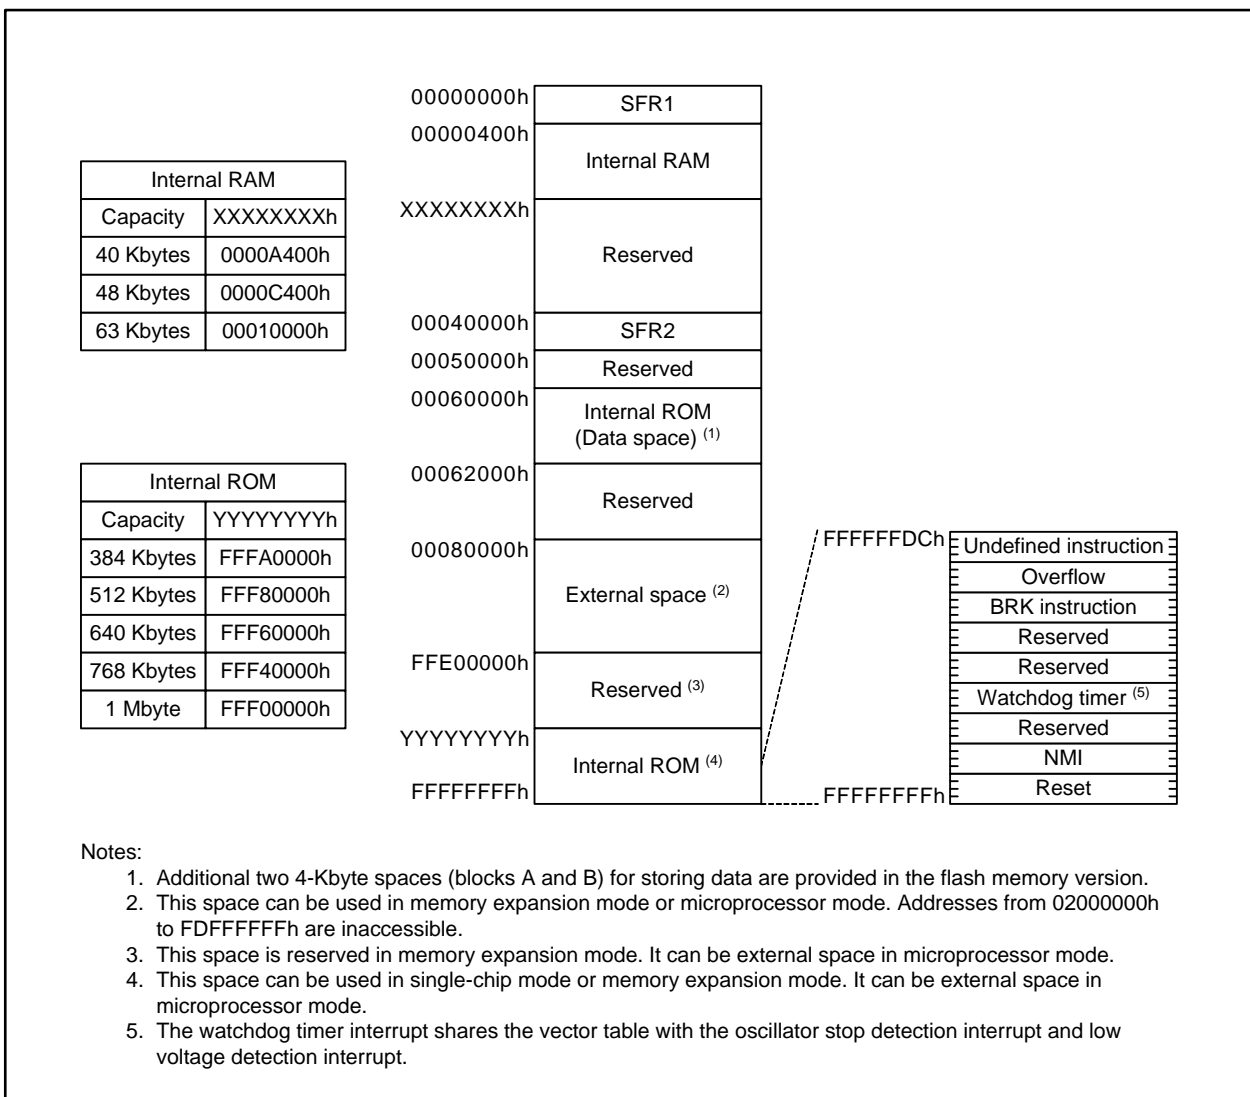 00000000h
SFR1
00000400h
Internal RAM
XXXXXXXXh
Reserved
00040000h
SFR2
00050000h
Reserved
00060000h
Internal ROM
(Data space) (1)
00062000h
Reserved
00080000h
External space (2)
FFE00000h
Reserved (3)
YYYYYYYYh
Internal ROM (4)
FFFFFFFFh
Internal RAM
Capacity XXXXXXXXh
40 Kbytes 0000A400h
48 Kbytes 0000C400h
63 Kbytes 00010000h
Internal ROM
Capacity YYYYYYYYh
384 Kbytes FFFA0000h
512 Kbytes FFF80000h
640 Kbytes FFF60000h
768 Kbytes FFF40000h
1 Mbyte FFF00000h
FFFFFFDCh
Undefined instruction
Overflow
BRK instruction
Reserved
Reserved
Watchdog timer (5)
Reserved
NMI
Reset
FFFFFFFFh
Notes:
1. Additional two 4-Kbyte spaces (blocks A and B) for storing data are provided in the flash memory version.
2. This space can be used in memory expansion mode or microprocessor mode. Addresses from 02000000h
to FDFFFFFFh are inaccessible.
3. This space is reserved in memory expansion mode. It can be external space in microprocessor mode.
4. This space can be used in single-chip mode or memory expansion mode. It can be external space in
microprocessor mode.
5. The watchdog timer interrupt shares the vector table with the oscillator stop detection interrupt and low
voltage detection interrupt.